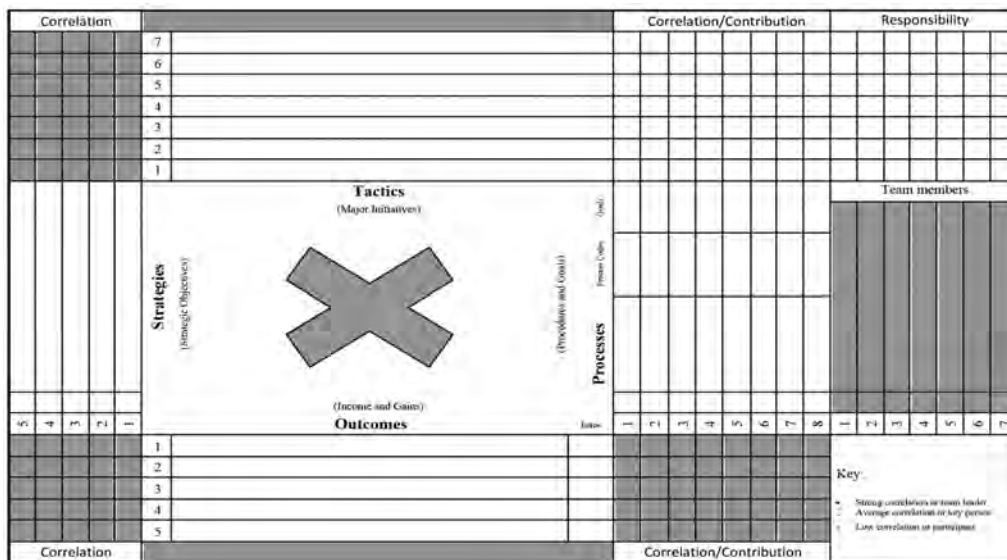 Correlation
Correlation/Contribution
Responsibility
7
6
5
4
3
2
1
Tactics
(Major Initiatives)
Team members
Goals
Process Codes
Strategies
(Strategic Objectives)
(Procedures and Goals)
Processes
(Income and Gains)
Outcomes
5 4 3 2 1
1 2 3 4 5 6 7 8
1 2 3 4 5 6 7
1
2
3
4
5
Key:
Strong correlation or team leader
Average correlation or key person
Low correlation or participant
Correlation
Correlation/Contribution